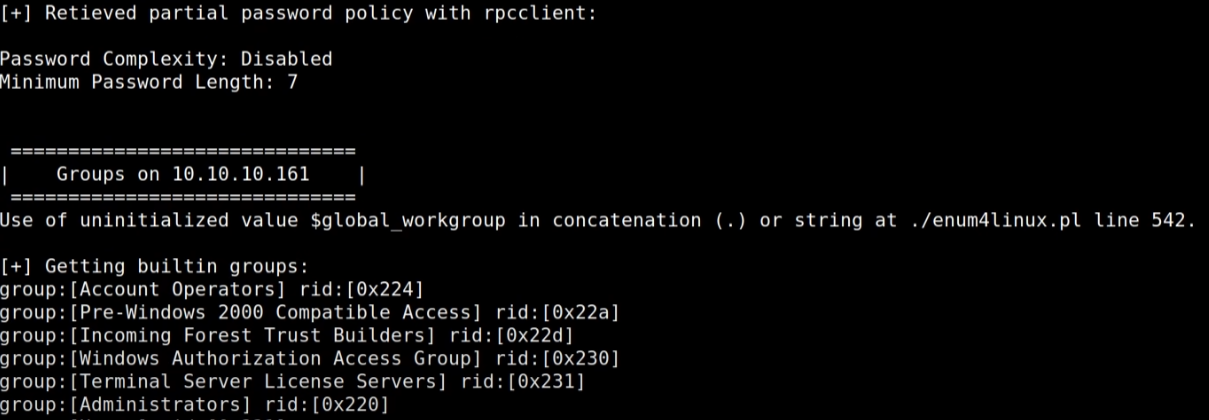 [+] Retieved partial password policy with rpcclient:
Password Complexity: Disabled
Minimum Password Length: 7
==============================
|    Groups on 10.10.10.161    |
==============================
Use of uninitialized value $global_workgroup in concatenation (.) or string at ./enum4linux.pl line 542.
[+] Getting builtin groups:
group:[Account Operators] rid:[0x224]
group:[Pre-Windows 2000 Compatible Access] rid:[0x22a]
group:[Incoming Forest Trust Builders] rid:[0x22d]
group:[Windows Authorization Access Group] rid:[0x230]
group:[Terminal Server License Servers] rid:[0x231]
group:[Administrators] rid:[0x220]